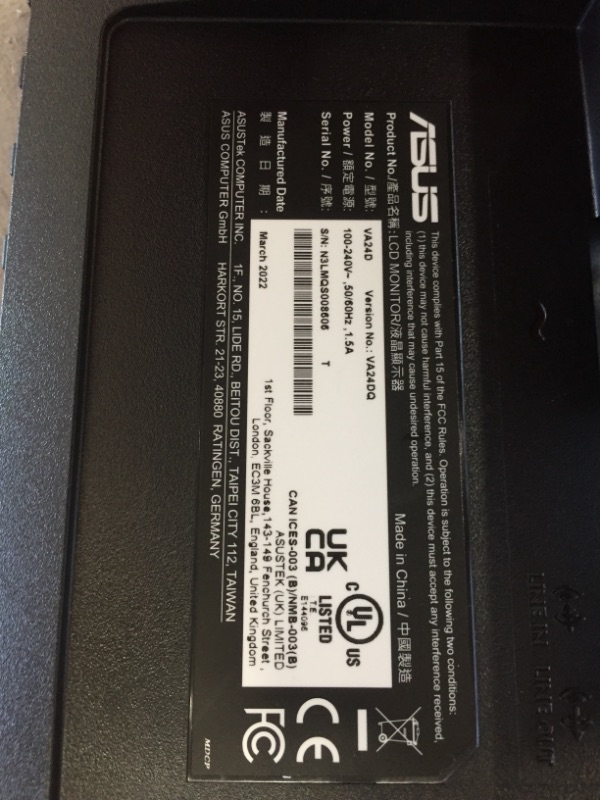 ASUS
This device complies with Part 15 of the FCC Rules. Operation is subject to the following two conditions:
(1) this device may not cause harmful interference, and (2) this device must accept any interference received,
including interference that may cause undesired operation.
Product No./產品名稱:LCD MONITOR/液晶顯示器 Made in China / 中國製造
Model No. / 型號: VA24D Version No.: VA24DQ
Power / 額定電源: 100-240V~ ,50/60Hz ,1.5A
Serial No. / 序號: S/N: N3LMQS008606 T
C UL US
LISTED
I.T.E.
E144096
UK
CA
CAN ICES-003 (B)/NMB-003(B)
ASUSTEK (UK) LIMITED
Manufactured Date
製造日期 : March 2022
1st Floor, Sackville House, 143-149 Fenchurch Street ,
London, EC3M 6BL, England, United Kingdom
ASUSTek COMPUTER INC. 1F., NO. 15, LIDE RD., BEITOU DIST., TAIPEI CITY 112, TAIWAN
ASUS COMPUTER GmbH HARKORT STR. 21-23, 40880 RATINGEN, GERMANY
CE
FC
MDCP
LINE IN
LINE OUT